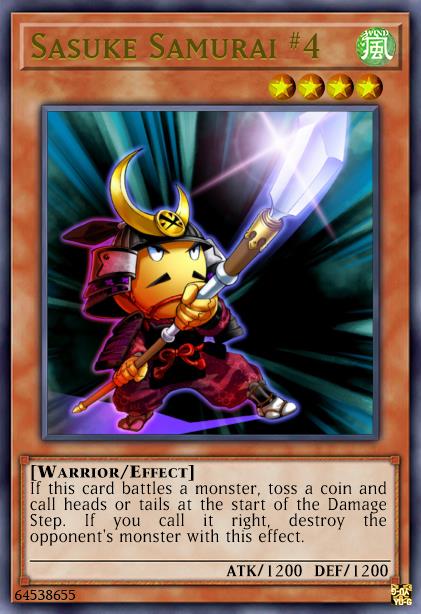 Sasuke Samurai #4
WIND
風
[Warrior/Effect]
If this card battles a monster, toss a coin and
call heads or tails at the start of the Damage
Step. If you call it right, destroy the
opponent's monster with this effect.
ATK/1200 DEF/1200
64538655